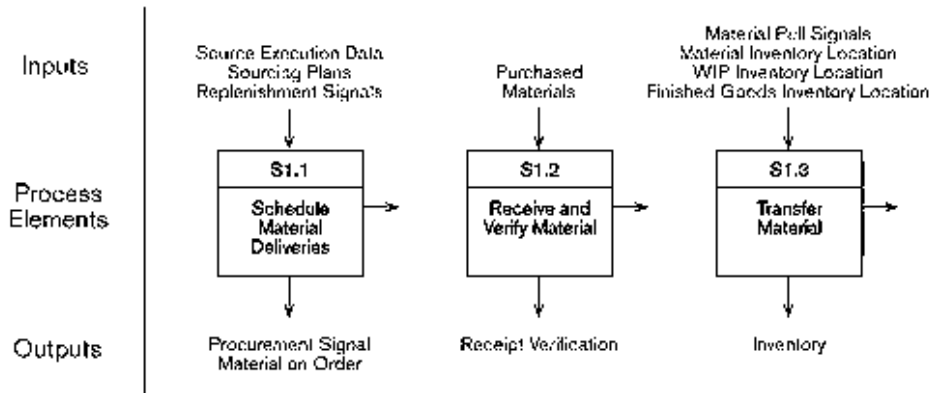 Inputs
Source Execution Data
Sourcing Plans
Replenishment Signals
Purchased
Materials
Material Pull Signals
Material Inventory Location
WIP Inventory Location
Finished Goods Inventory Location
Process
Elements
S1.1
Schedule
Material
Deliveries
S1.2
Receive and
Verify Material
S1.3
Transfer
Material
Outputs
Procurement Signal
Material on Order
Receipt Verification
Inventory